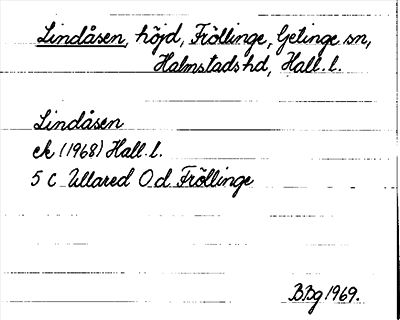 Lindåsen, höjd, Fröllinge, Getinge sn,
Halmstads hd, Hall. l.
Lindåsen
ek (1968) Hall. l.
5 C Ullared O d Fröllinge
BBg 1969.